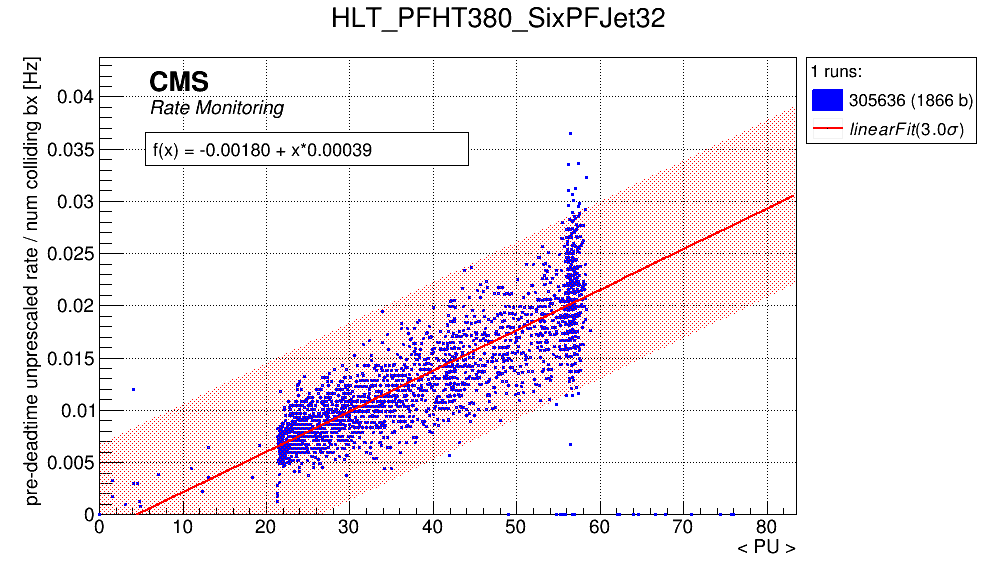 HLT_PFHT380_SixPFJet32
pre-deadtime unprescaled rate / num colliding bx [Hz]
CMS
Rate Monitoring
f(x) = -0.00180 + x*0.00039
0.04
0.035
0.03
0.025
0.02
0.015
0.01
0.005
0
0 10 20 30 40 50 60 70 80
< PU >
1 runs:
305636 (1866 b)
linearFit(3.0σ)